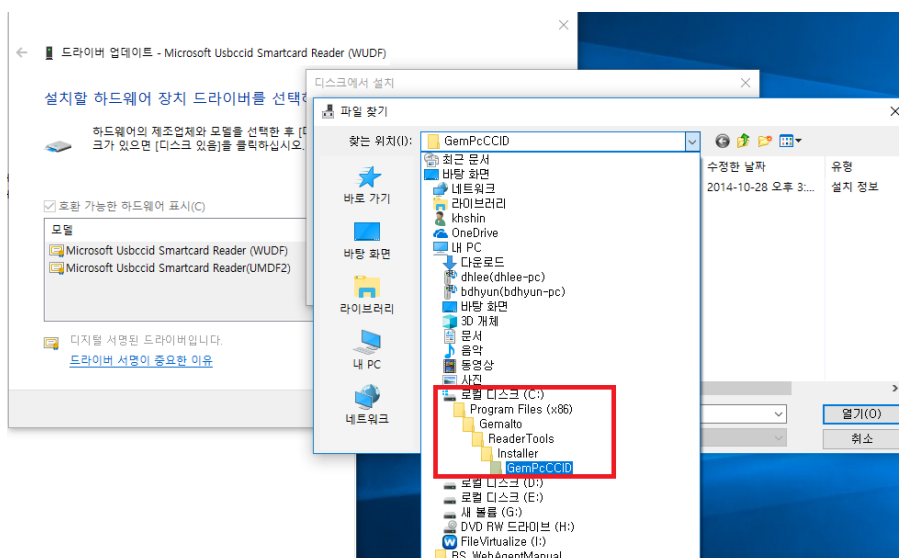 드라이버 업데이트 - Microsoft Usbccid Smartcard Reader (WUDF)
설치할 하드웨어 장치 드라이버를 선택
하드웨어의 제조업체와 모델을 선택한 후
크가 있으면 [디스크 있음]을 클릭하십시오.
호환 가능한 하드웨어 표시(C)
모델
Microsoft Usbccid Smartcard Reader (WUDF)
Microsoft Usbccid Smartcard Reader(UMDF2)
디지털 서명된 드라이버입니다.
드라이버 서명이 중요한 이유
디스크에서 설치
파일 찾기
찾는 위치(I):
GemPcCCID
바로 가기
바탕 화면
라이브러리
내 PC
네트워크
최근 문서
바탕 화면
네트워크
라이브러리
khshin
OneDrive
내 PC
다운로드
dhlee(dhlee-pc)
bdhyun(bdhyun-pc)
바탕 화면
3D 개체
문서
음악
동영상
사진
로컬 디스크 (C:)
Program Files (x86)
Gemalto
ReaderTools
Installer
GemPcCCID
로컬 디스크 (D:)
로컬 디스크 (E:)
새 볼륨 (G:)
DVD RW 드라이브 (H:)
FileVirtualize (I:)
BS_WebAgentManual
수정한 날짜
유형
2014-10-28 오후 3:...
설치 정보
열기(O)
취소